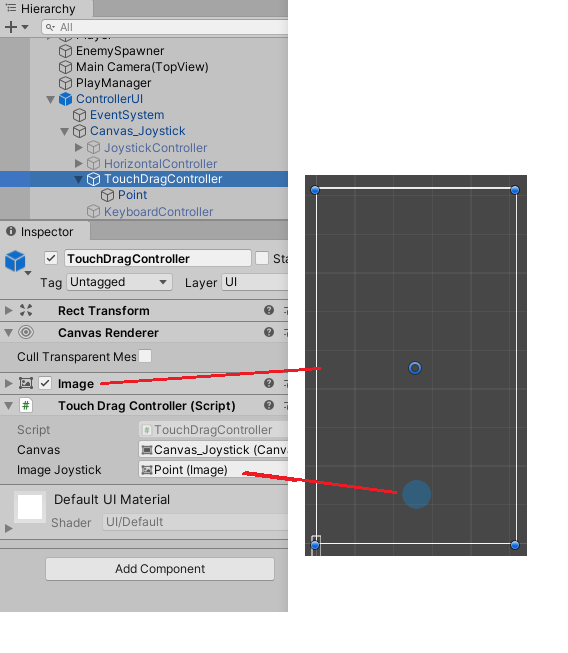 Hierarchy
All
EnemySpawner
Main Camera(TopView)
PlayManager
ControllerUI
EventSystem
Canvas_Joystick
JoystickController
HorizontalController
TouchDragController
Point
KeyboardController
Inspector
TouchDragController
Sta
Tag Untagged Layer UI
Rect Transform
Canvas Renderer
Cull Transparent Mes
Image
# Touch Drag Controller (Script)
Script # TouchDragController
Canvas Canvas_Joystick (Canv
Image Joystick Point (Image)
Default UI Material
Shader UI/Default
Add Component